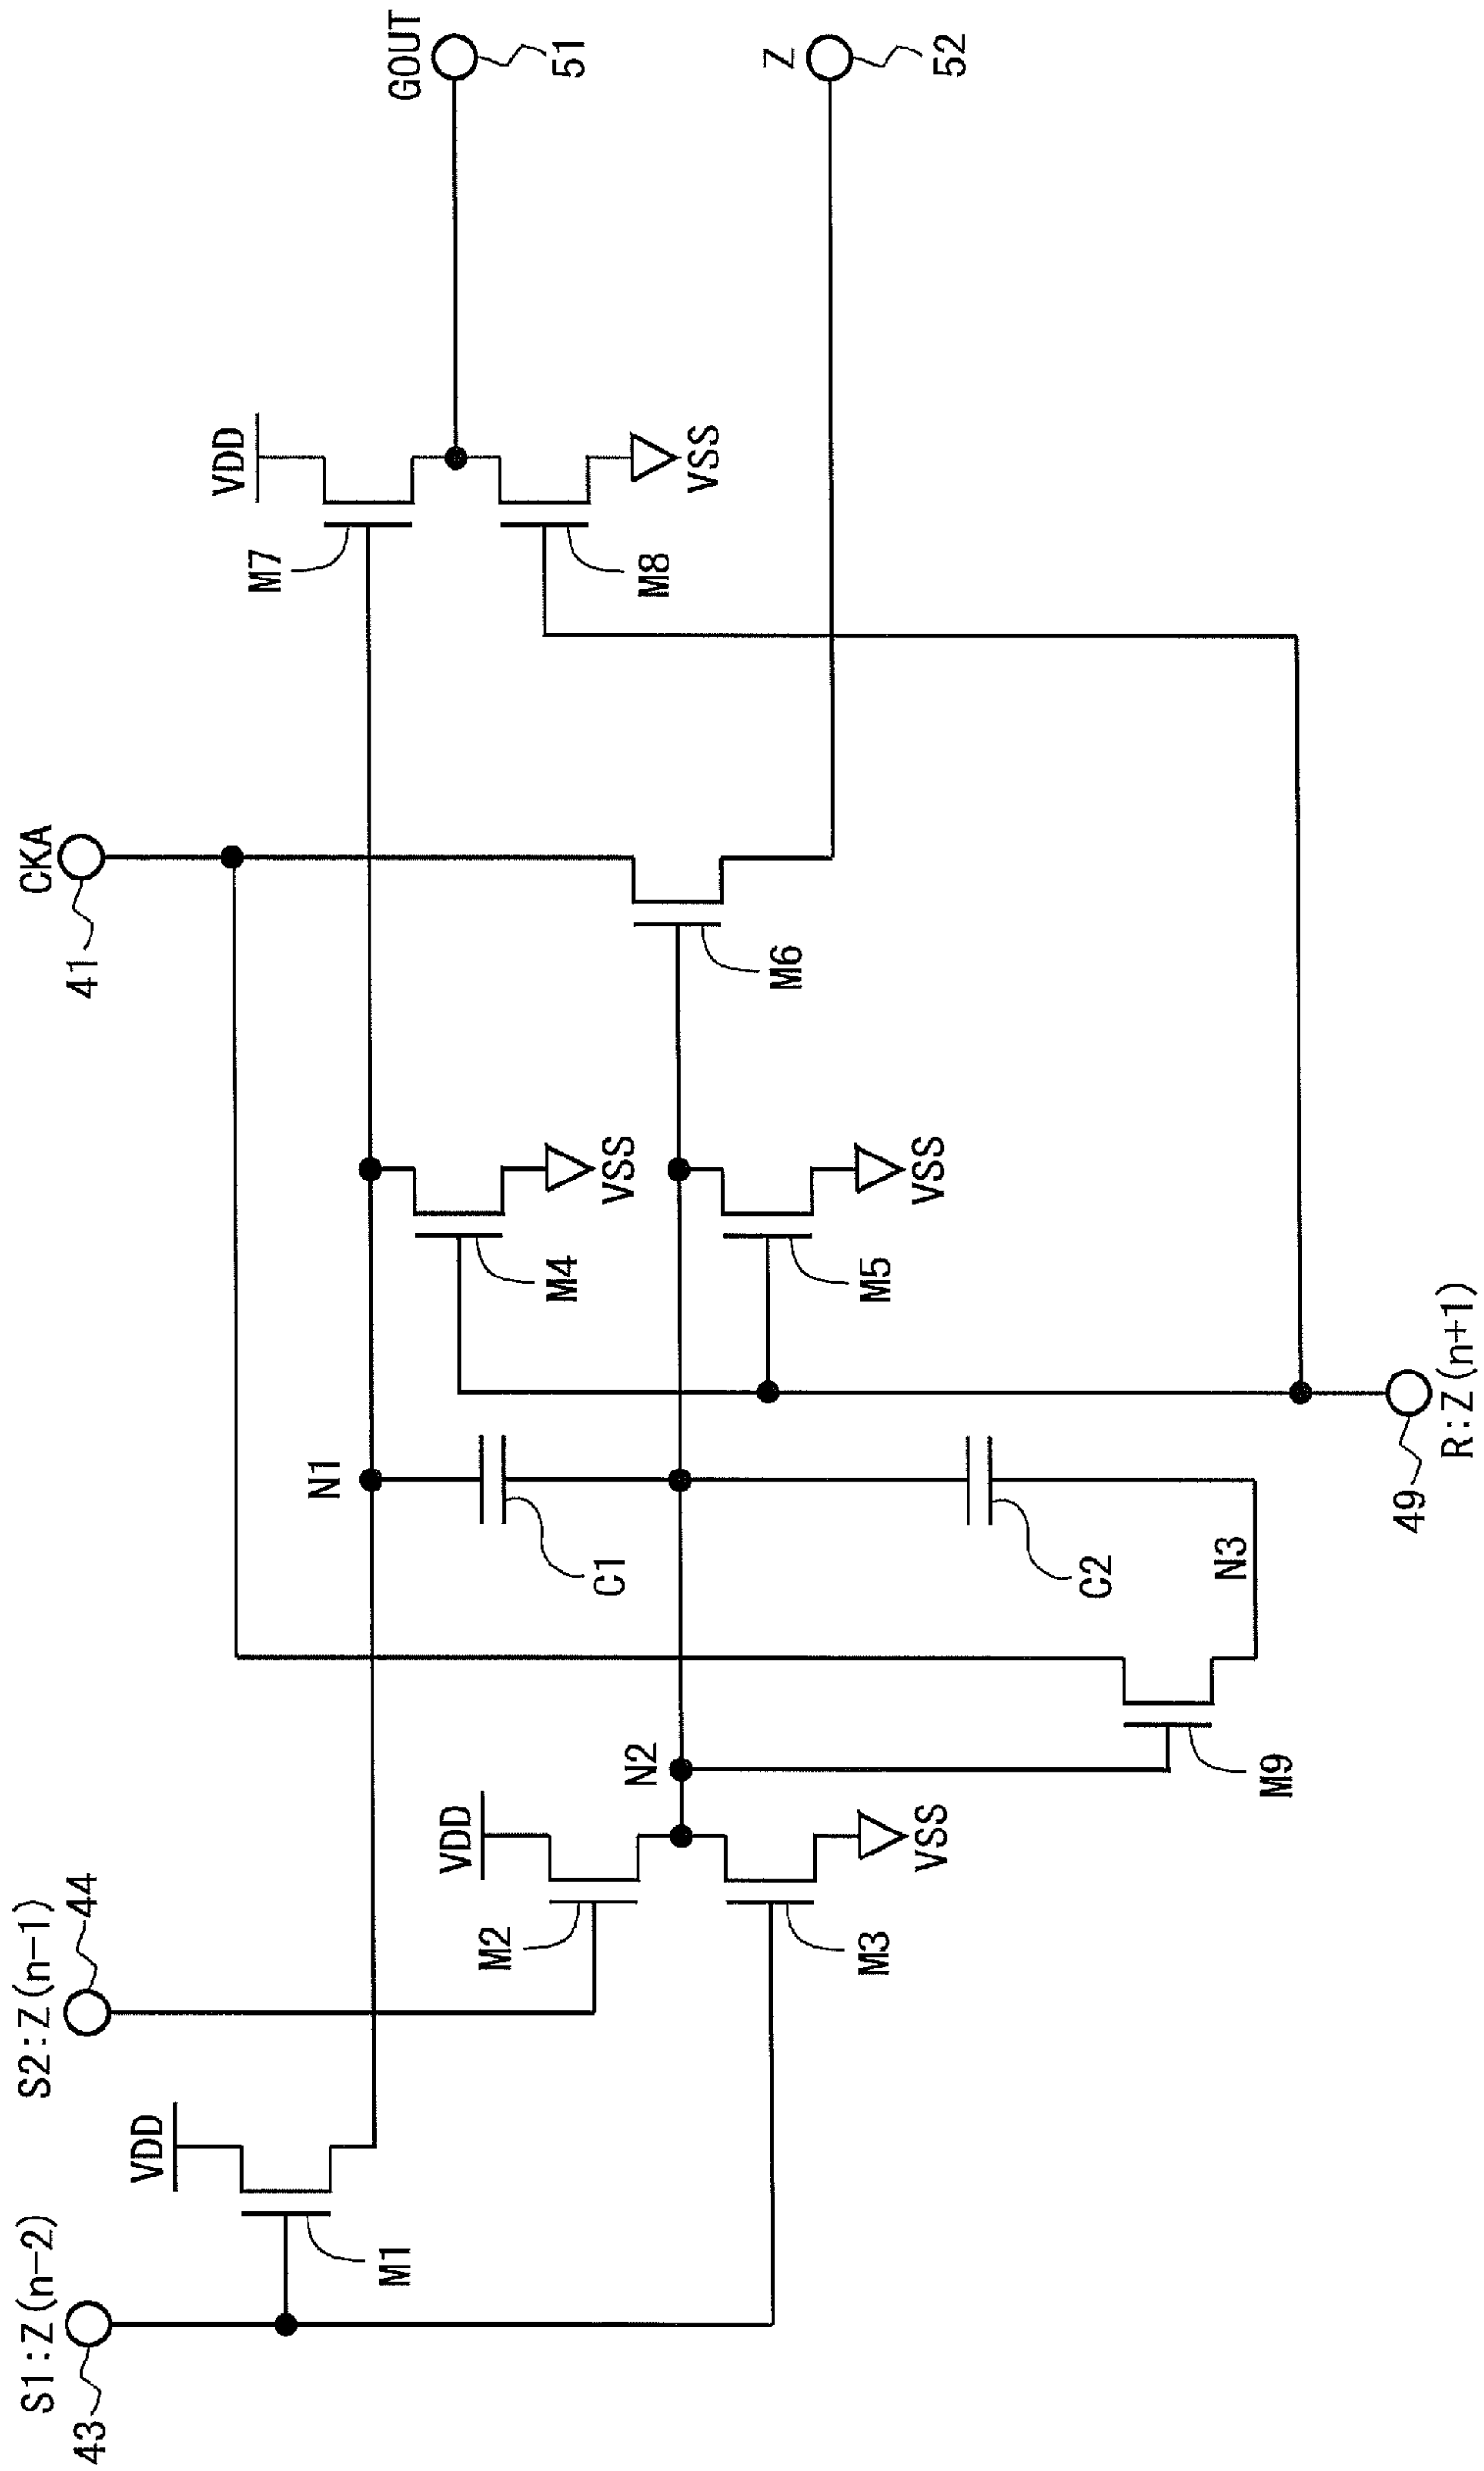 S1:Z(n-2)
43
S2:Z(n-1)
44
CKA
41
VDD
M1
VDD
M2
N2
M3
VSS
M9
N3
N1
C1
C2
M4
VSS
M5
VSS
R:Z(n+1)
49
M6
VDD
M7
M8
VSS
GOUT
51
Z
52